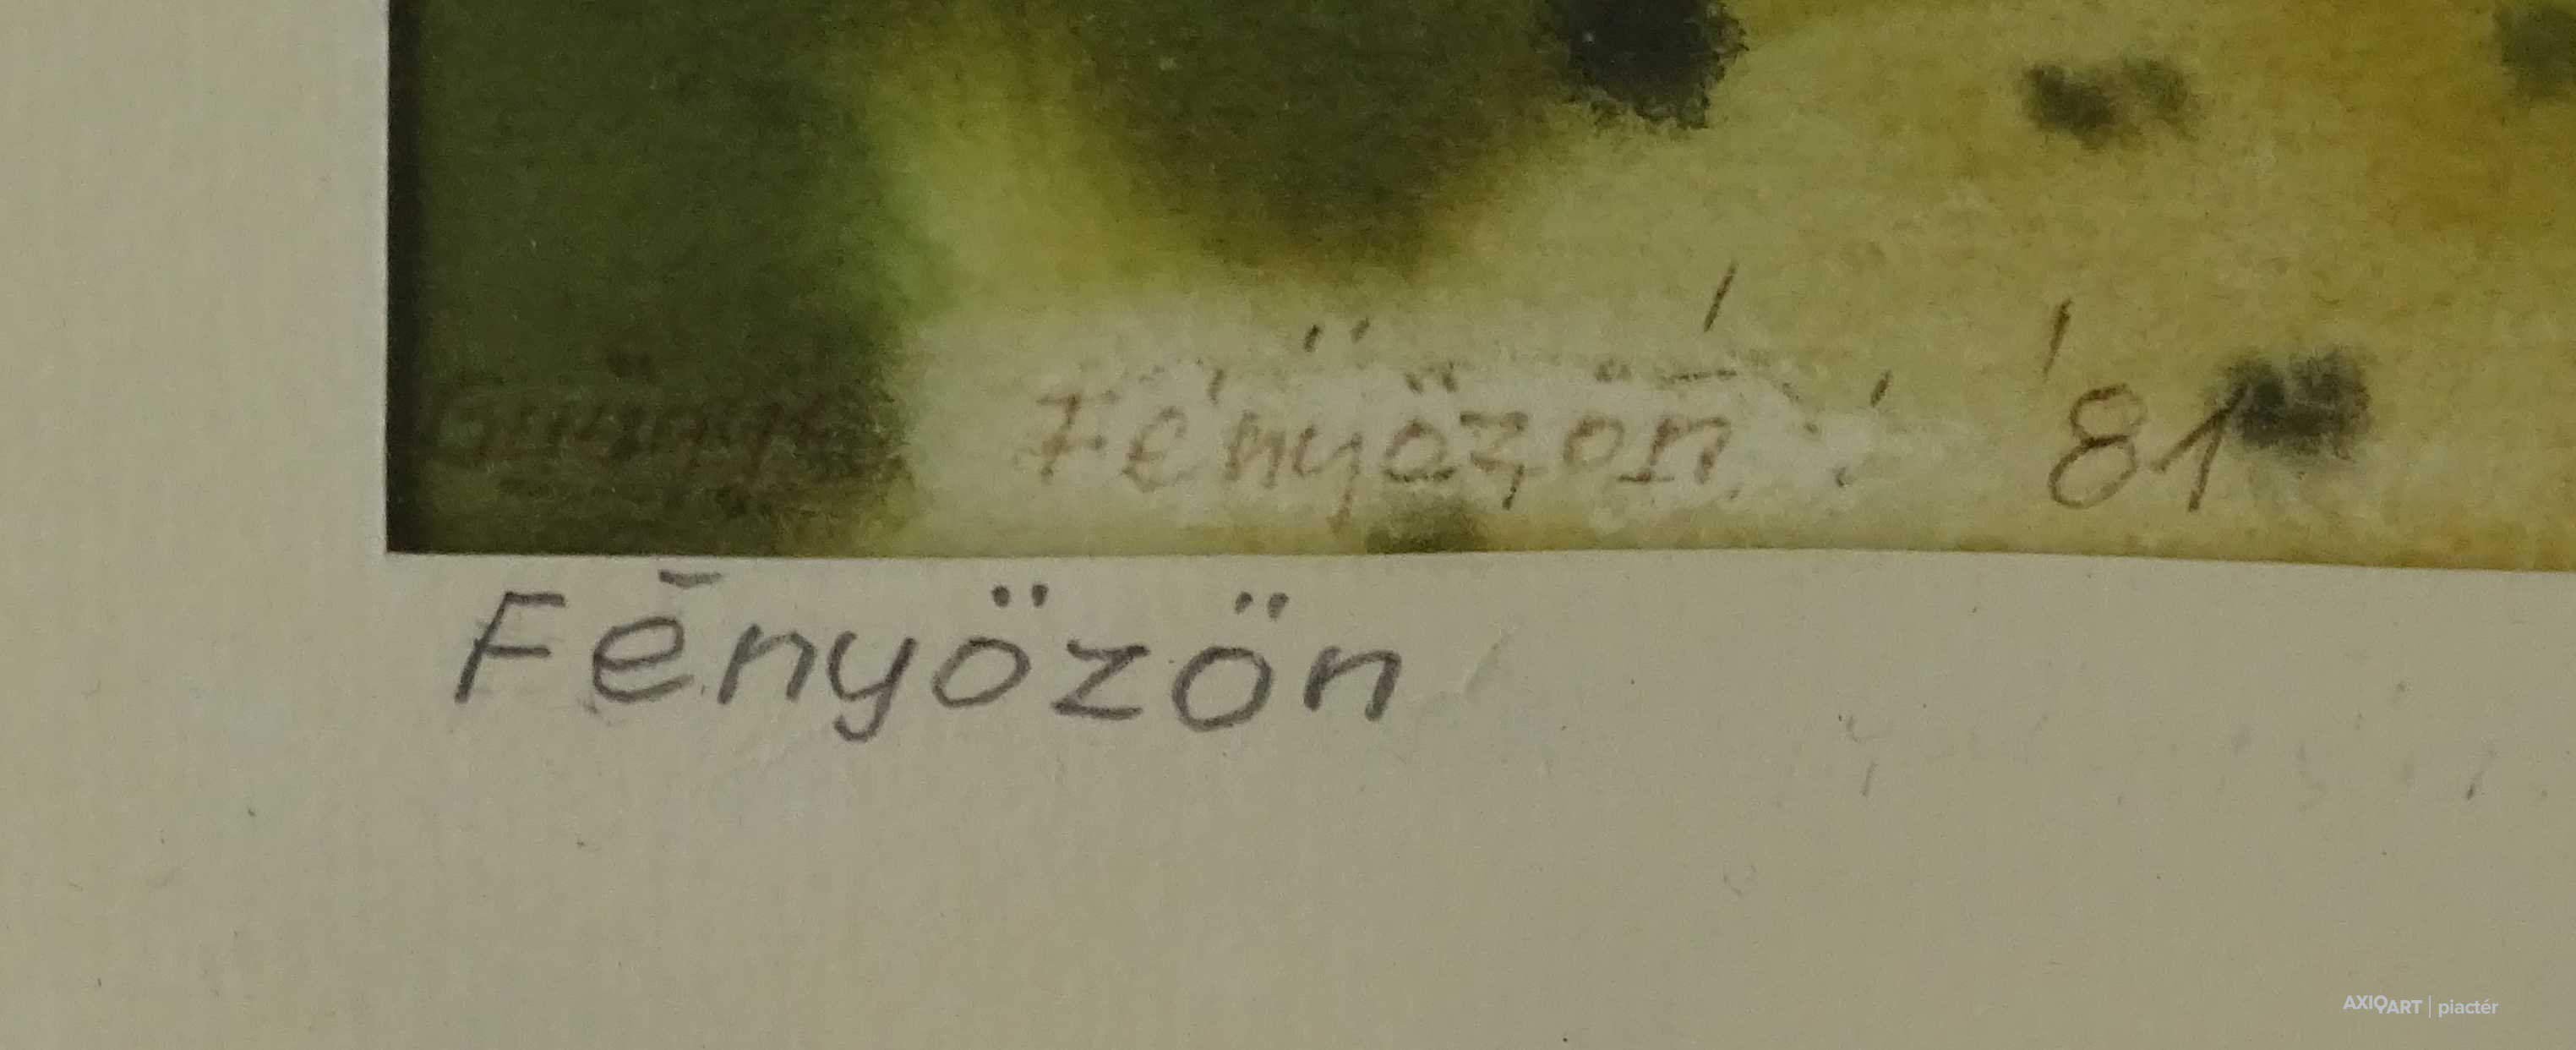 Fényözön '81
Fényözön
AXIOART | piactér